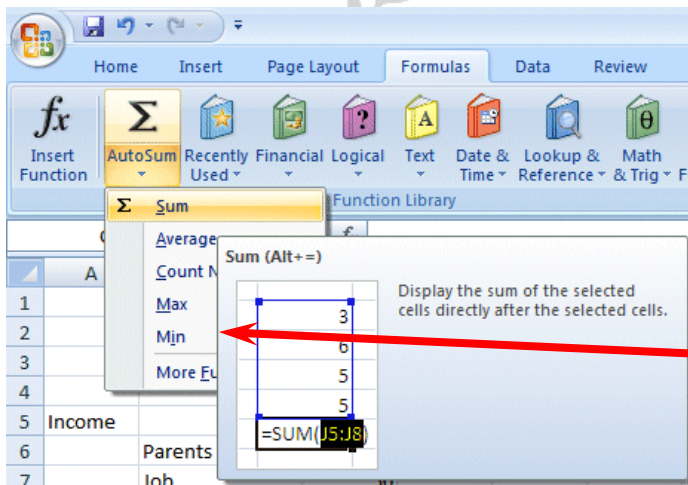 Home Insert Page Layout Formulas Data Review
fx Σ A ? θ
Insert AutoSum Recently Financial Logical Text Date & Lookup & Math
Function Used Time Reference & Trig F
Function Library
Σ Sum
Average
Count N
Max
Min
More Fu
Sum (Alt+=)
Display the sum of the selected
cells directly after the selected cells.
3
6
5
5
=SUM(J5:J8)
A
1
2
3
4
5 Income
6 Parents
7 Job